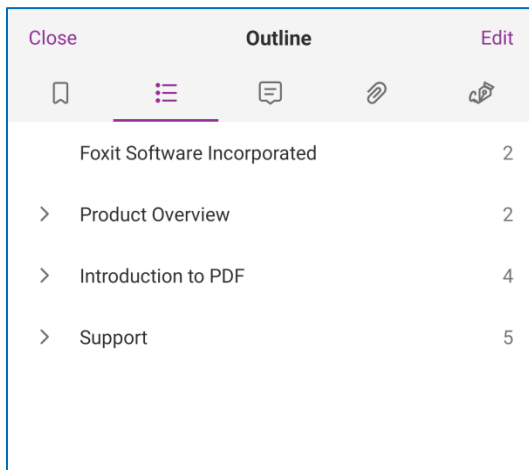 Close Outline Edit
Foxit Software Incorporated 2
Product Overview 2
Introduction to PDF 4
Support 5